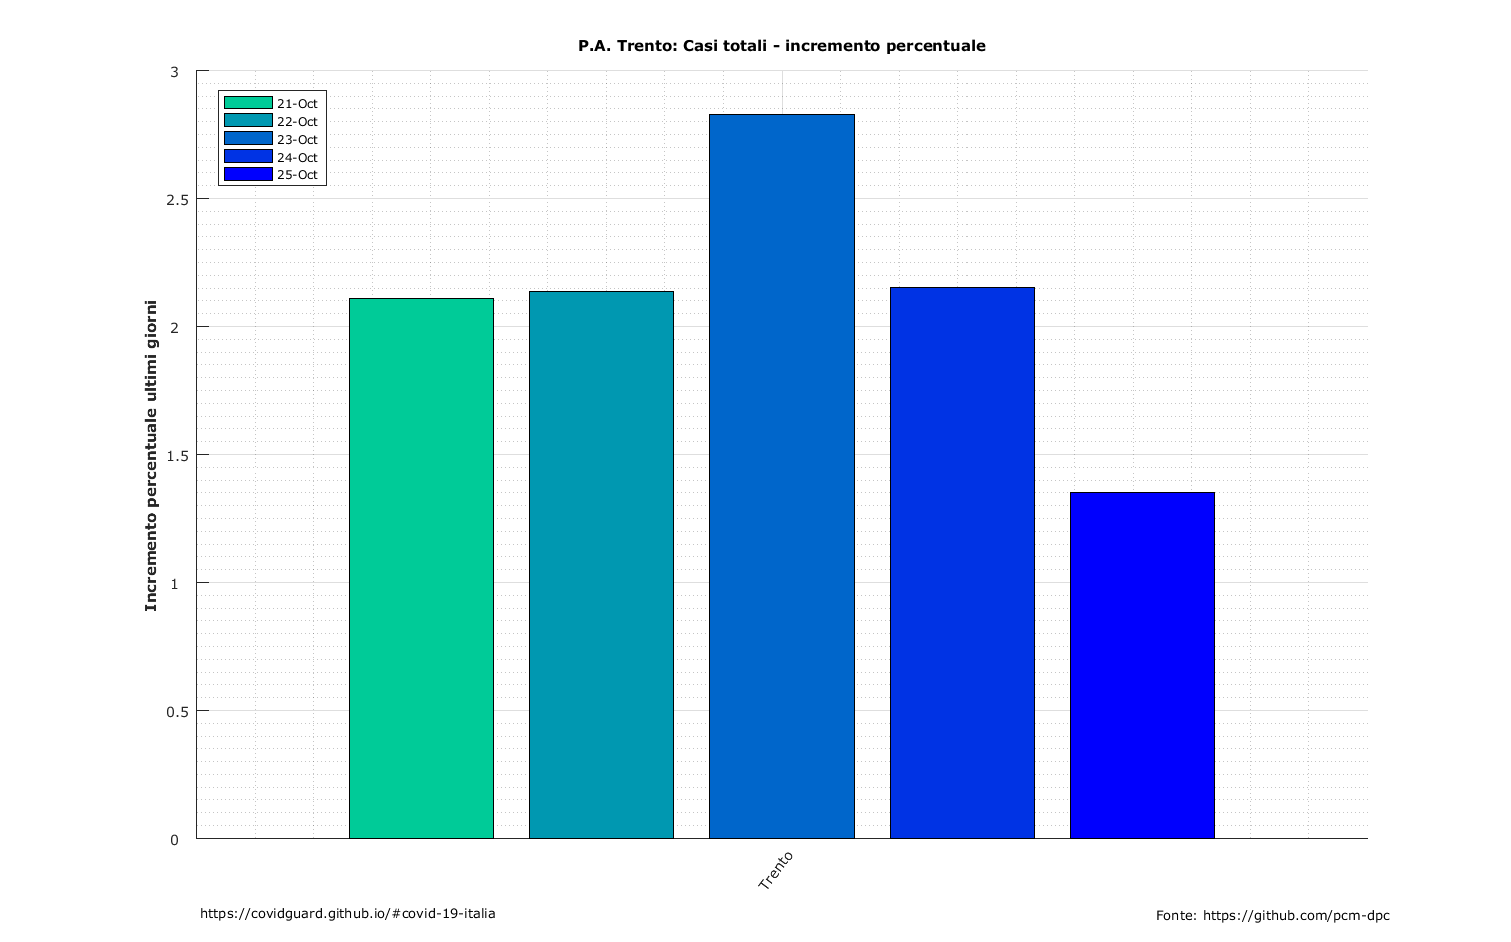 P.A. Trento: Casi totali - incremento percentuale
3
2.5
2
1.5
1
0.5
0
Incremento percentuale ultimi giorni
21-Oct
22-Oct
23-Oct
24-Oct
25-Oct
Trento
https://covidguard.github.io/#covid-19-italia
Fonte: https://github.com/pcm-dpc